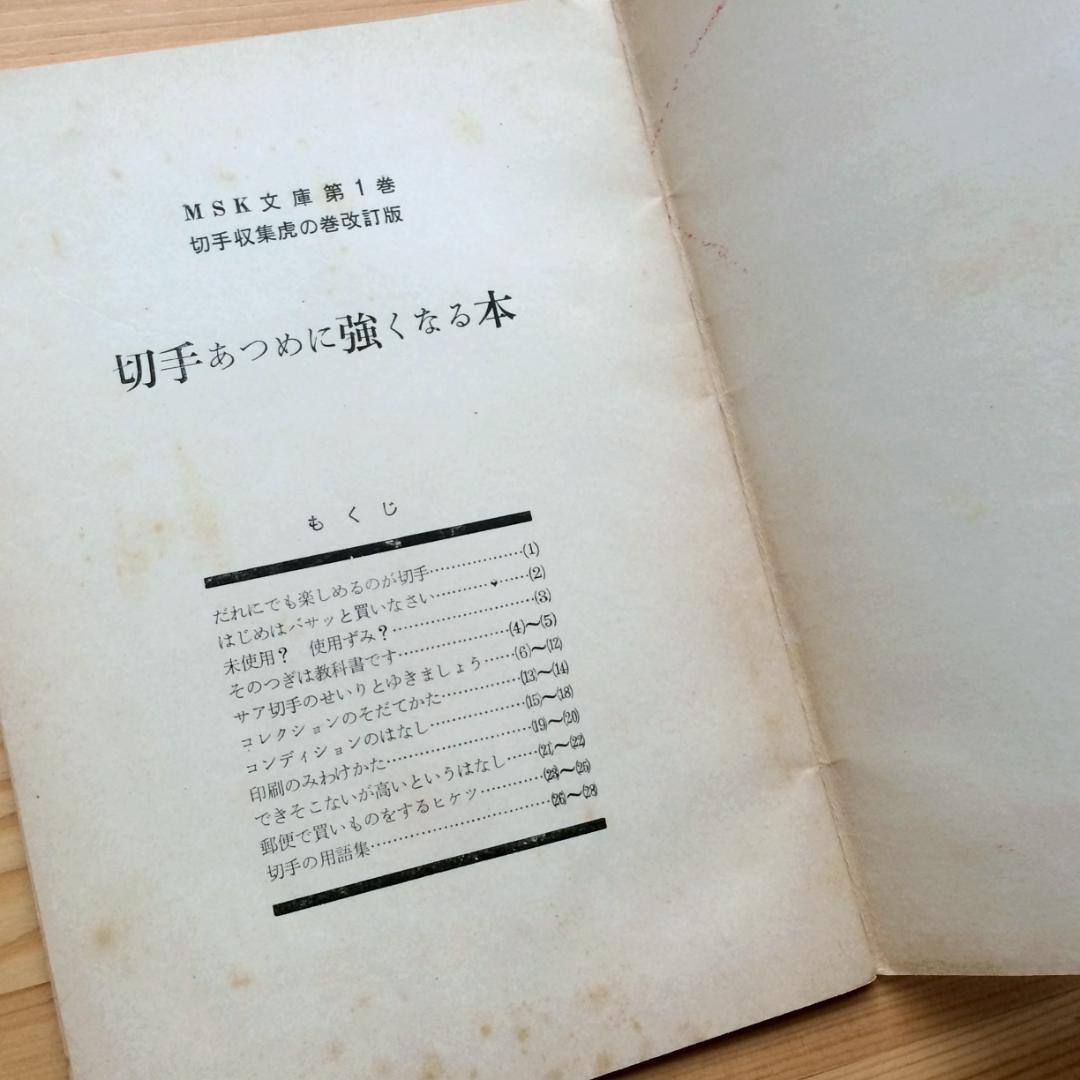 MSK文庫第1巻
切手収集虎の巻改訂版
切手あつめに強くなる本
もくじ
だれにでも楽しめるのが切手………………(1)
はじめはバサッと買いなさい………………(2)
未使用? 使用ずみ?………………(3)
そのつぎは教科書です………………(4)~(5)
サア切手のせいりとゆきましょう……(6)~(12)
コレクションのそだてかた………………(13)~(14)
コンディションのはなし………………(15)~(18)
印刷のみわけかた………………(19)~(20)
できそこないが高いというはなし……(21)~(22)
郵便で買いものをするヒケツ…………(23)~(25)
切手の用語集………………(26)~(28)